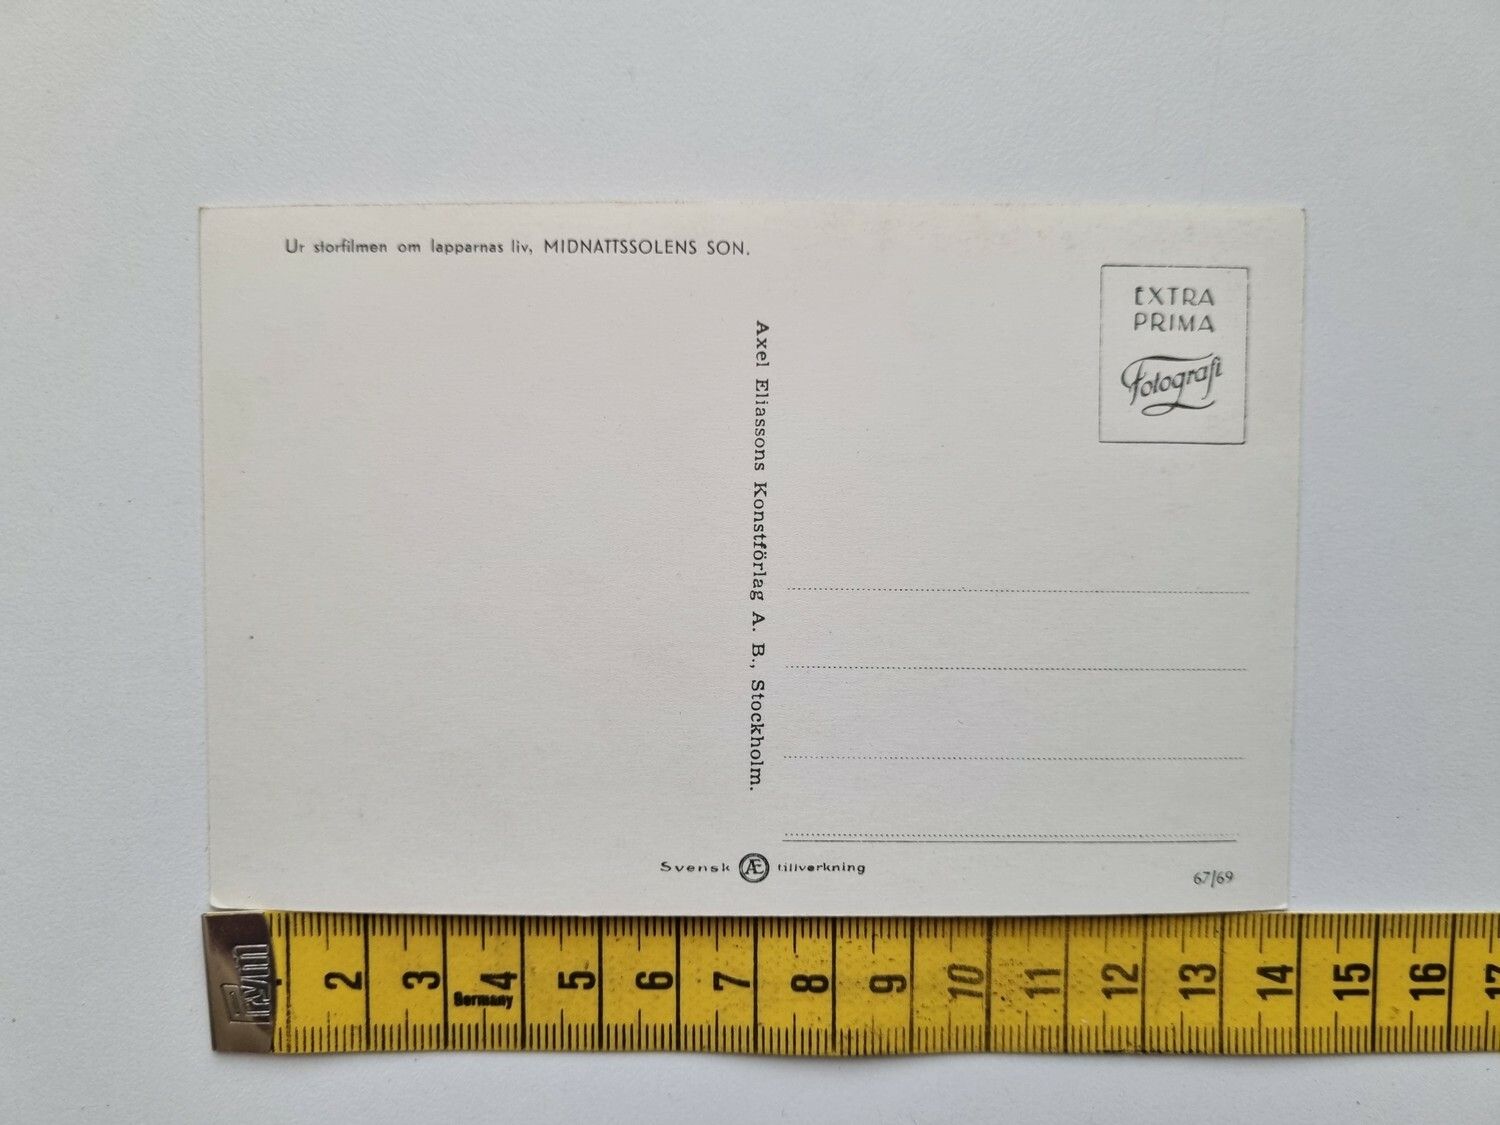 Ur storfilmen om lapparnas liv, MIDNATTSSOLENS SON.
EXTRA
PRIMA
Fotografi
Axel Eliassons Konstförlag A. B., Stockholm.
Svensk Æ tillverkning
67/69
Prym
2 3 4 5 6 7 8 9 10 11 12 13 14 15 16 17
Germany